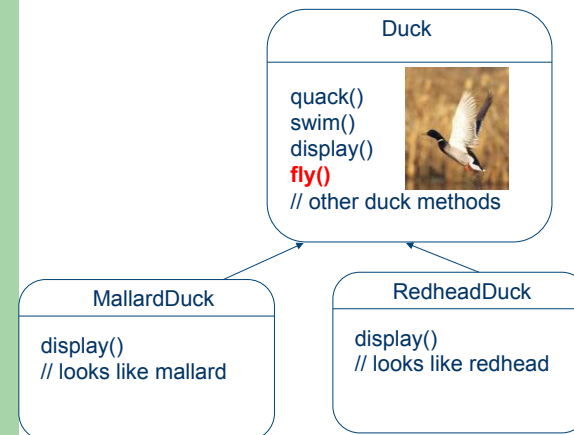 Duck
quack()
swim()
display()
fly()
// other duck methods
MallardDuck
display()
// looks like mallard
RedheadDuck
display()
// looks like redhead